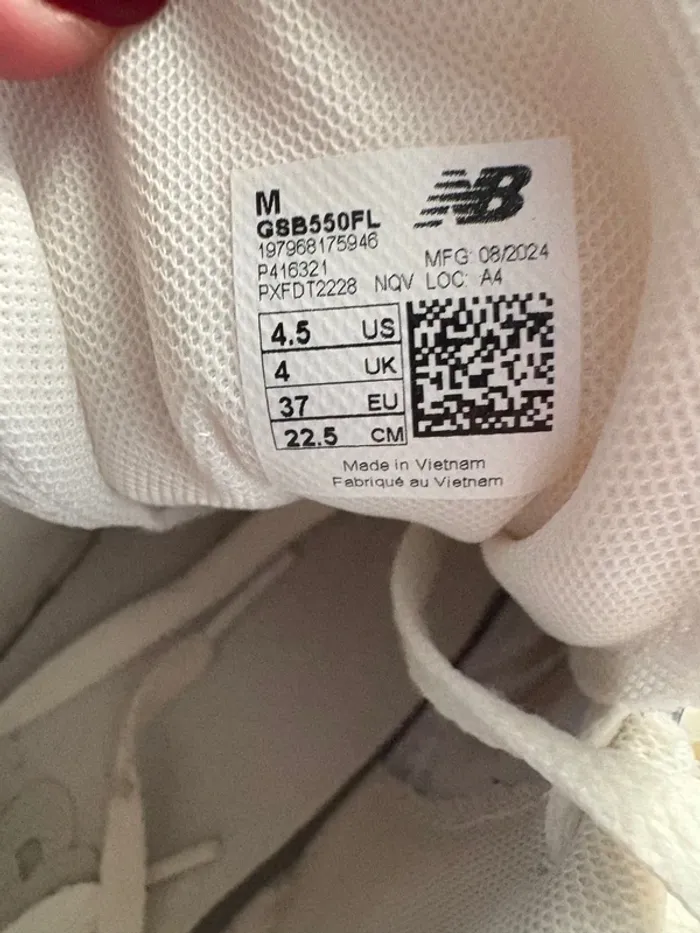 M
NB
GSB550FL
197968175946
P416321
MFG: 08/2024
PXFDT2228 NQV LOC: A4
4.5 US
4 UK
37 EU
22.5 CM
Made in Vietnam
Fabriqué au Vietnam